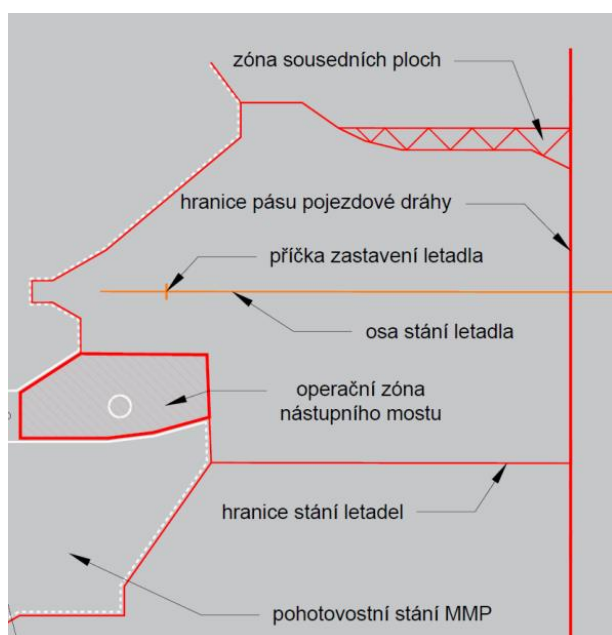 zóna sousedních ploch
hranice pásu pojezdové dráhy
příčka zastavení letadla
osa stání letadla
operační zóna
nástupního mostu
hranice stání letadel
pohotovostní stání MMP